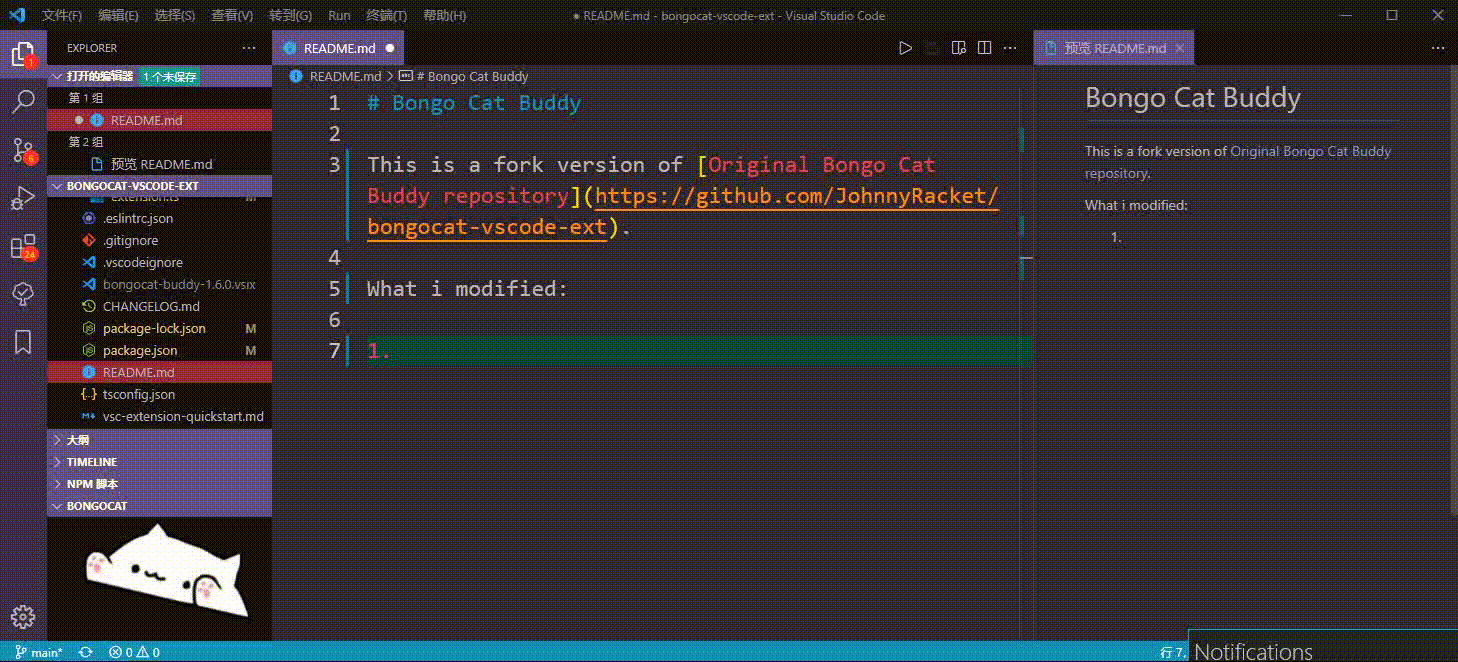 文件(F) 编辑(E) 选择(S) 查看(V) 转到(G) Run 终端(T) 帮助(H) ● README.md - bongocat-vscode-ext - Visual Studio Code
EXPLORER
打开的编辑器 1 个未保存
第 1 组
README.md
第 2 组
预览 README.md
BONGOCAT-VSCODE-EXT
extension.ts M
.eslintrc.json
.gitignore
.vscodeignore
bongocat-buddy-1.6.0.vsix
CHANGELOG.md
package-lock.json M
package.json M
README.md
tsconfig.json
vsc-extension-quickstart.md
大纲
TIMELINE
NPM 脚本
BONGOCAT
1
6
24
README.md
README.md > # Bongo Cat Buddy
1 # Bongo Cat Buddy
2
3 This is a fork version of [Original Bongo Cat
Buddy repository](https://github.com/JohnnyRacket/
bongocat-vscode-ext).
4
5 What i modified:
6
7 1.
预览 README.md
Bongo Cat Buddy
This is a fork version of Original Bongo Cat Buddy
repository.
What i modified:
1.
main* 0 0 行 7,
Notifications